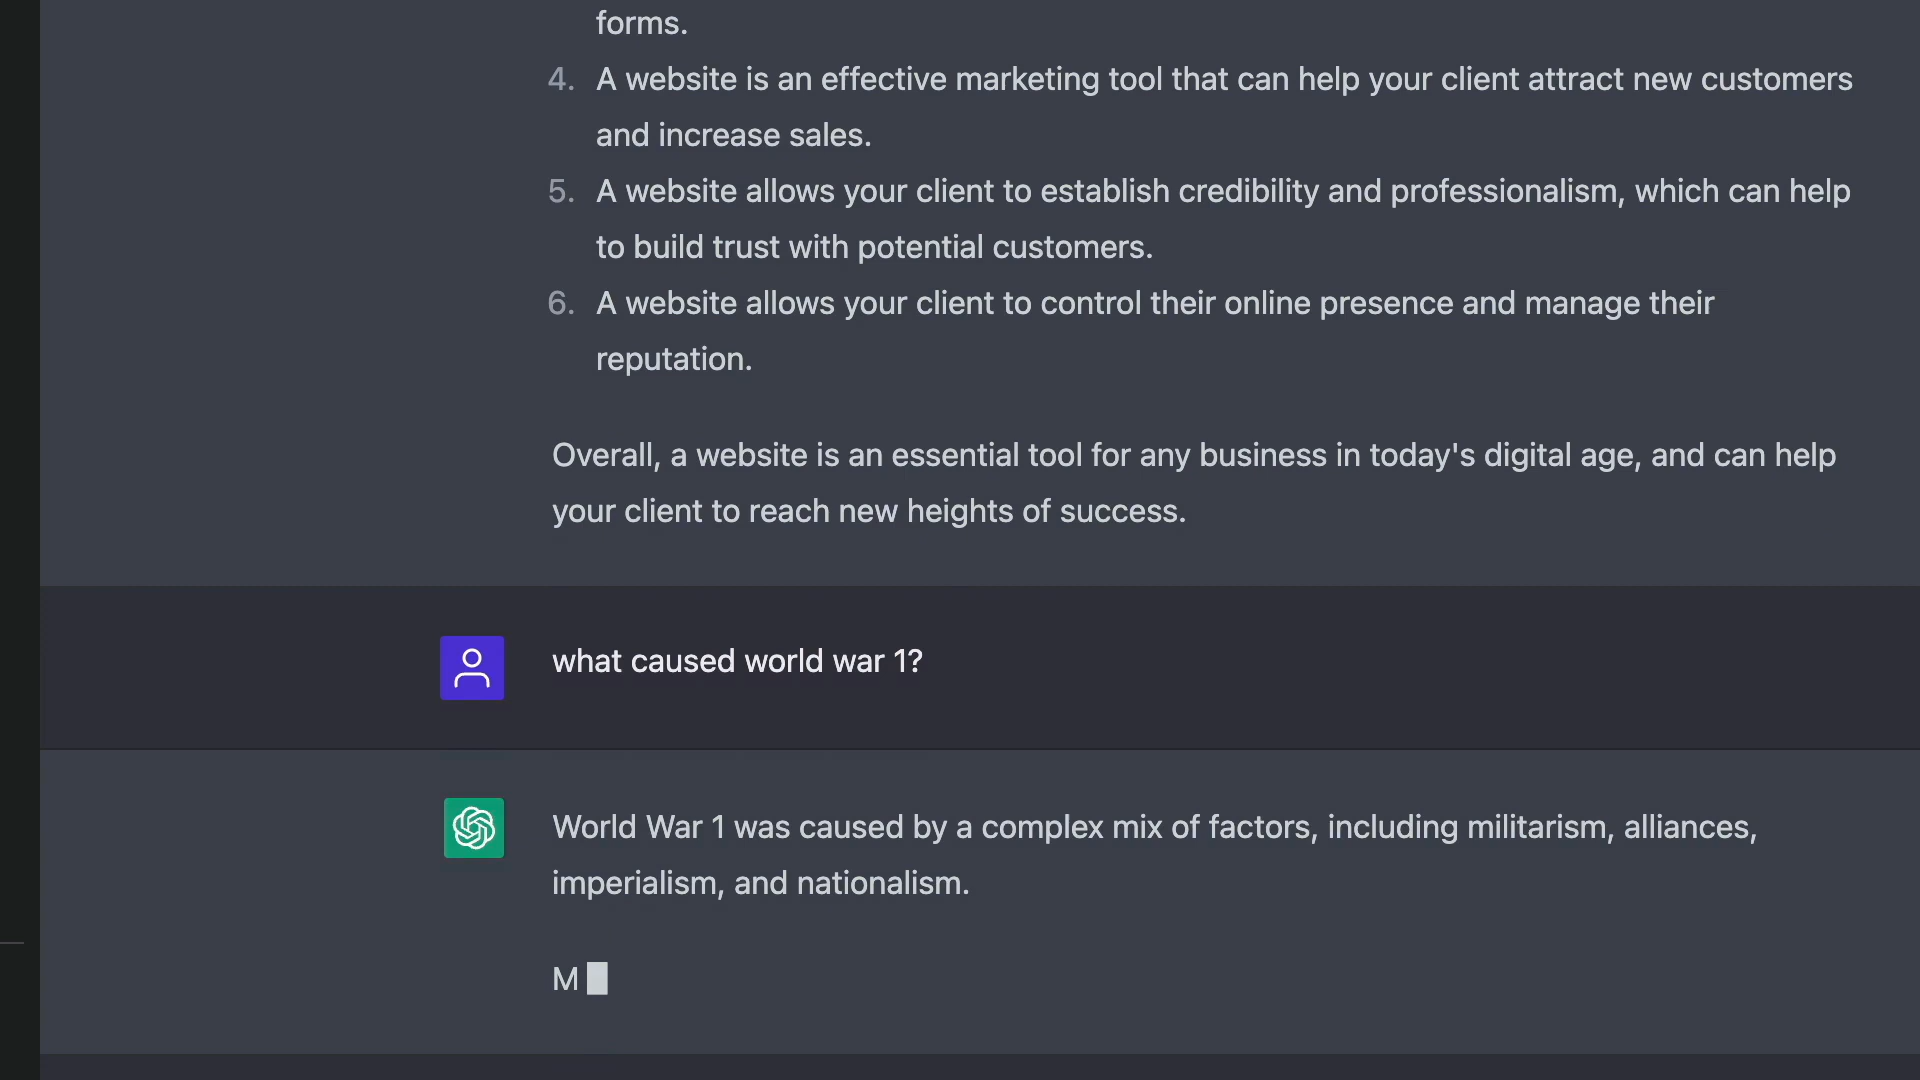 forms.
4. A website is an effective marketing tool that can help your client attract new customers
and increase sales.
5. A website allows your client to establish credibility and professionalism, which can help
to build trust with potential customers.
6. A website allows your client to control their online presence and manage their
reputation.
Overall, a website is an essential tool for any business in today's digital age, and can help
your client to reach new heights of success.
what caused world war 1?
World War 1 was caused by a complex mix of factors, including militarism, alliances,
imperialism, and nationalism.
M